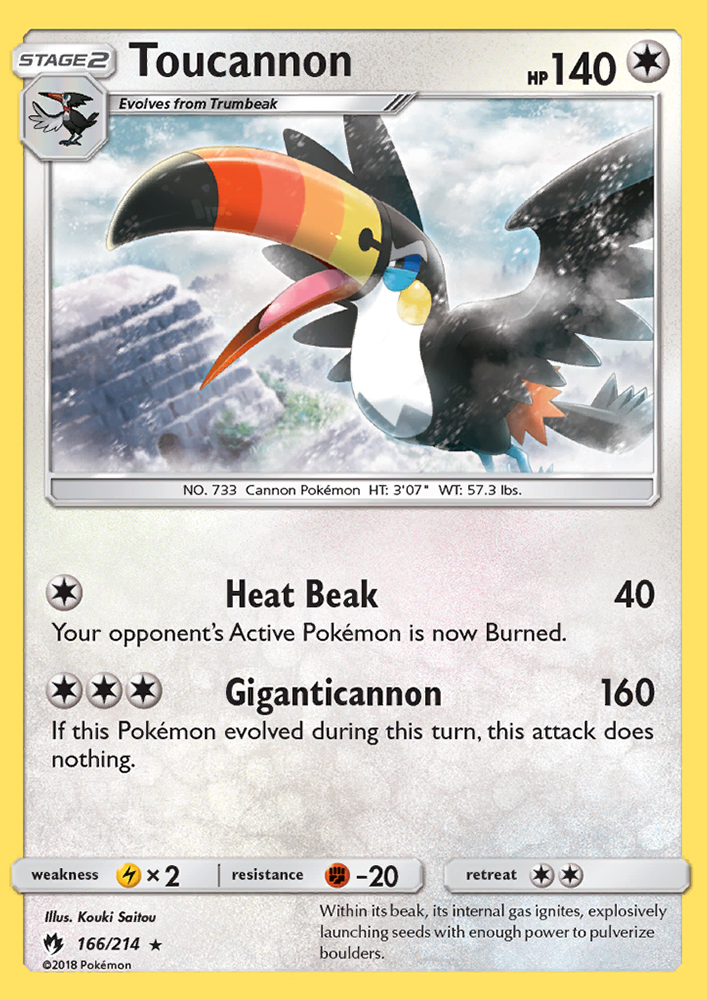 STAGE2
Toucannon
HP140
Evolves from Trumbeak
NO. 733 Cannon Pokémon HT: 3'07" WT: 57.3 lbs.
Heat Beak 40
Your opponent's Active Pokémon is now Burned.
Giganticannon 160
If this Pokémon evolved during this turn, this attack does
nothing.
weakness ×2 resistance -20 retreat
Illus. Kouki Saitou
166/214 ★
©2018 Pokémon
Within its beak, its internal gas ignites, explosively
launching seeds with enough power to pulverize
boulders.